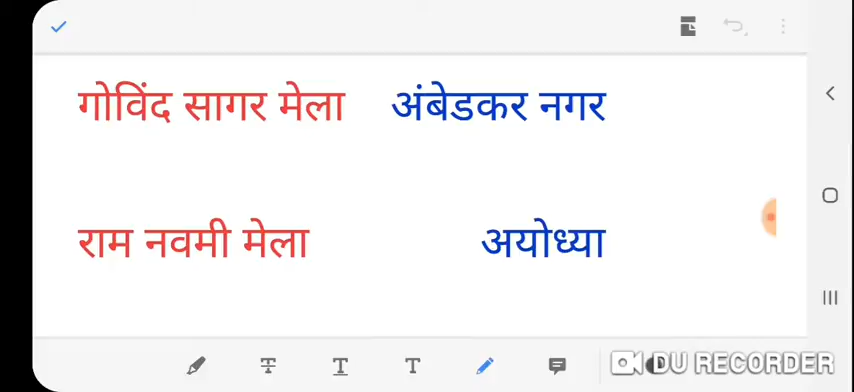 गोविंद सागर मेला अंबेडकर नगर
राम नवमी मेला अयोध्या
T T T
DU RECORDER